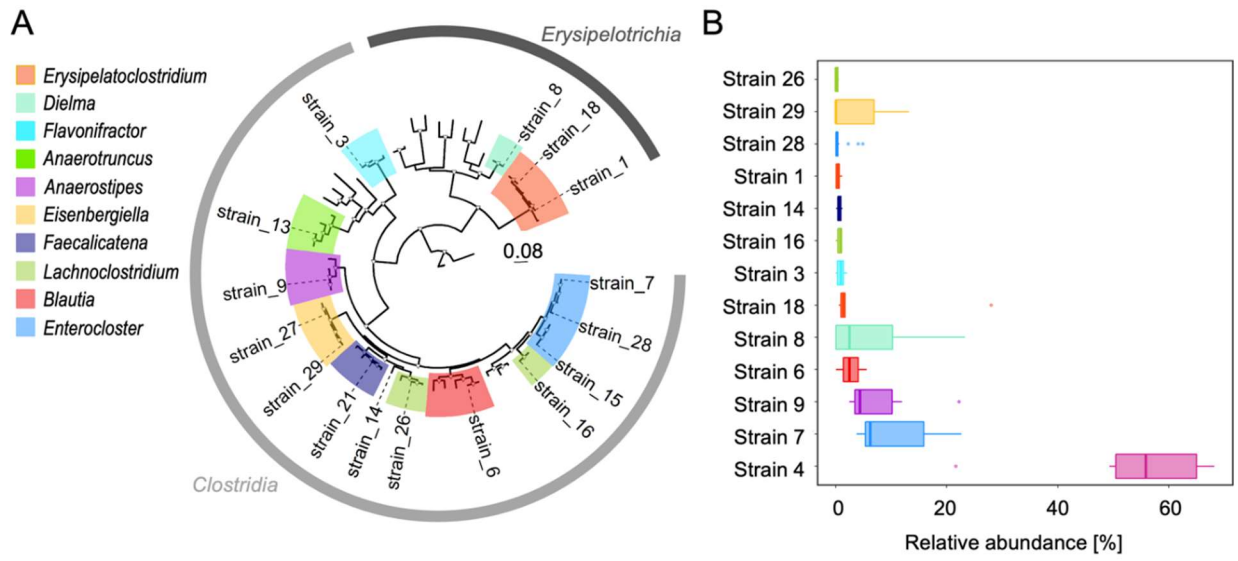 A
Erysipelotrichia
Erysipelatoclostridium
Dielma
Flavonifractor
Anaerotruncus
Anaerostipes
Eisenbergiella
Faecalicatena
Lachnoclostridium
Blautia
Enterocloster
strain_3
strain_8
strain_18
strain_1
strain_13
0.08
strain_9
strain_7
strain_27
strain_28
strain_29
strain_15
strain_21
strain_14
strain_26
strain_6
strain_16
Clostridia
B
Strain 26
Strain 29
Strain 28
Strain 1
Strain 14
Strain 16
Strain 3
Strain 18
Strain 8
Strain 6
Strain 9
Strain 7
Strain 4
0 20 40 60
Relative abundance [%]